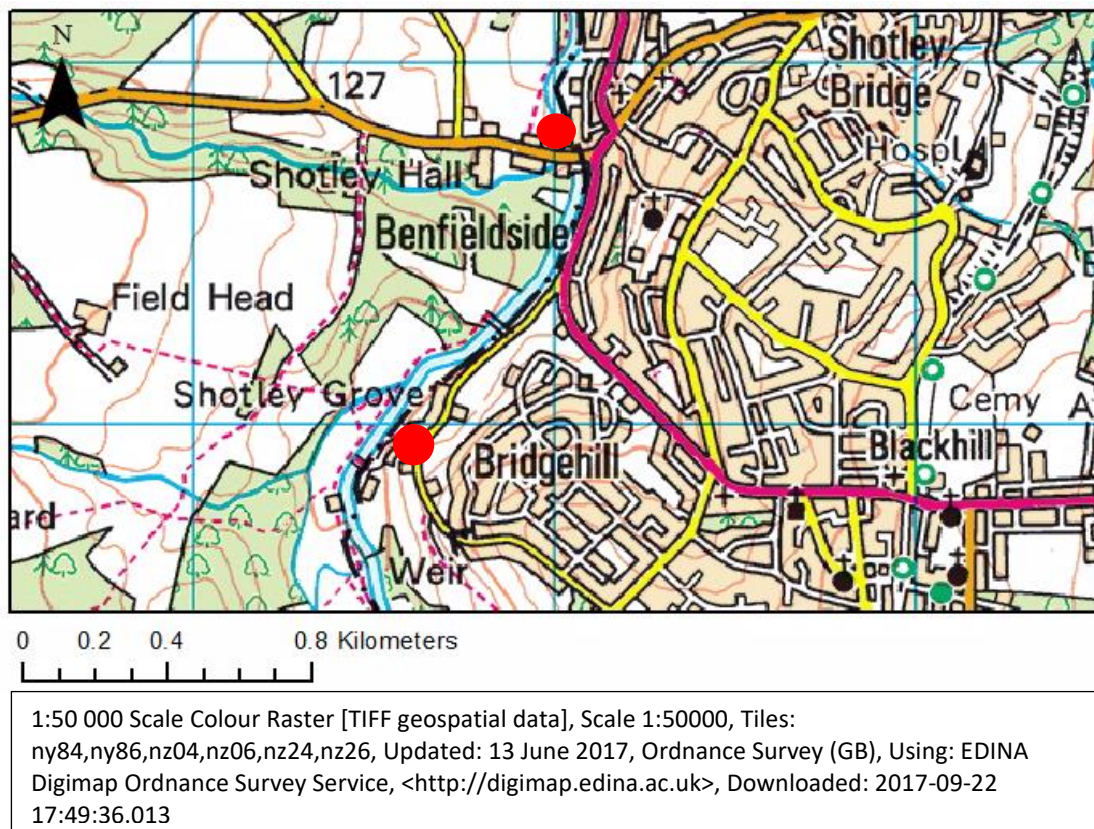 N
Shotley
Bridge
127
Hospl
Shotley Hall
Benfieldside
Field Head
Shotley Grove
Cemy
A
Blackhill
Bridgehill
ard
Weir
0 0.2 0.4 0.8 Kilometers
1:50 000 Scale Colour Raster [TIFF geospatial data], Scale 1:50000, Tiles:
ny84,ny86,nz04,nz06,nz24,nz26, Updated: 13 June 2017, Ordnance Survey (GB), Using: EDINA
Digimap Ordnance Survey Service, <http://digimap.edina.ac.uk>, Downloaded: 2017-09-22
17:49:36.013